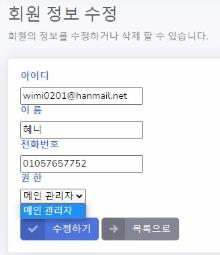 회원 정보 수정
회원의 정보를 수정하거나 삭제 할 수 있습니다.
아이디
wimi0201@hanmail.net
이 름
혜니
전화번호
01057657752
권 한
메인 관리자
메인 관리자
수정하기
목록으로